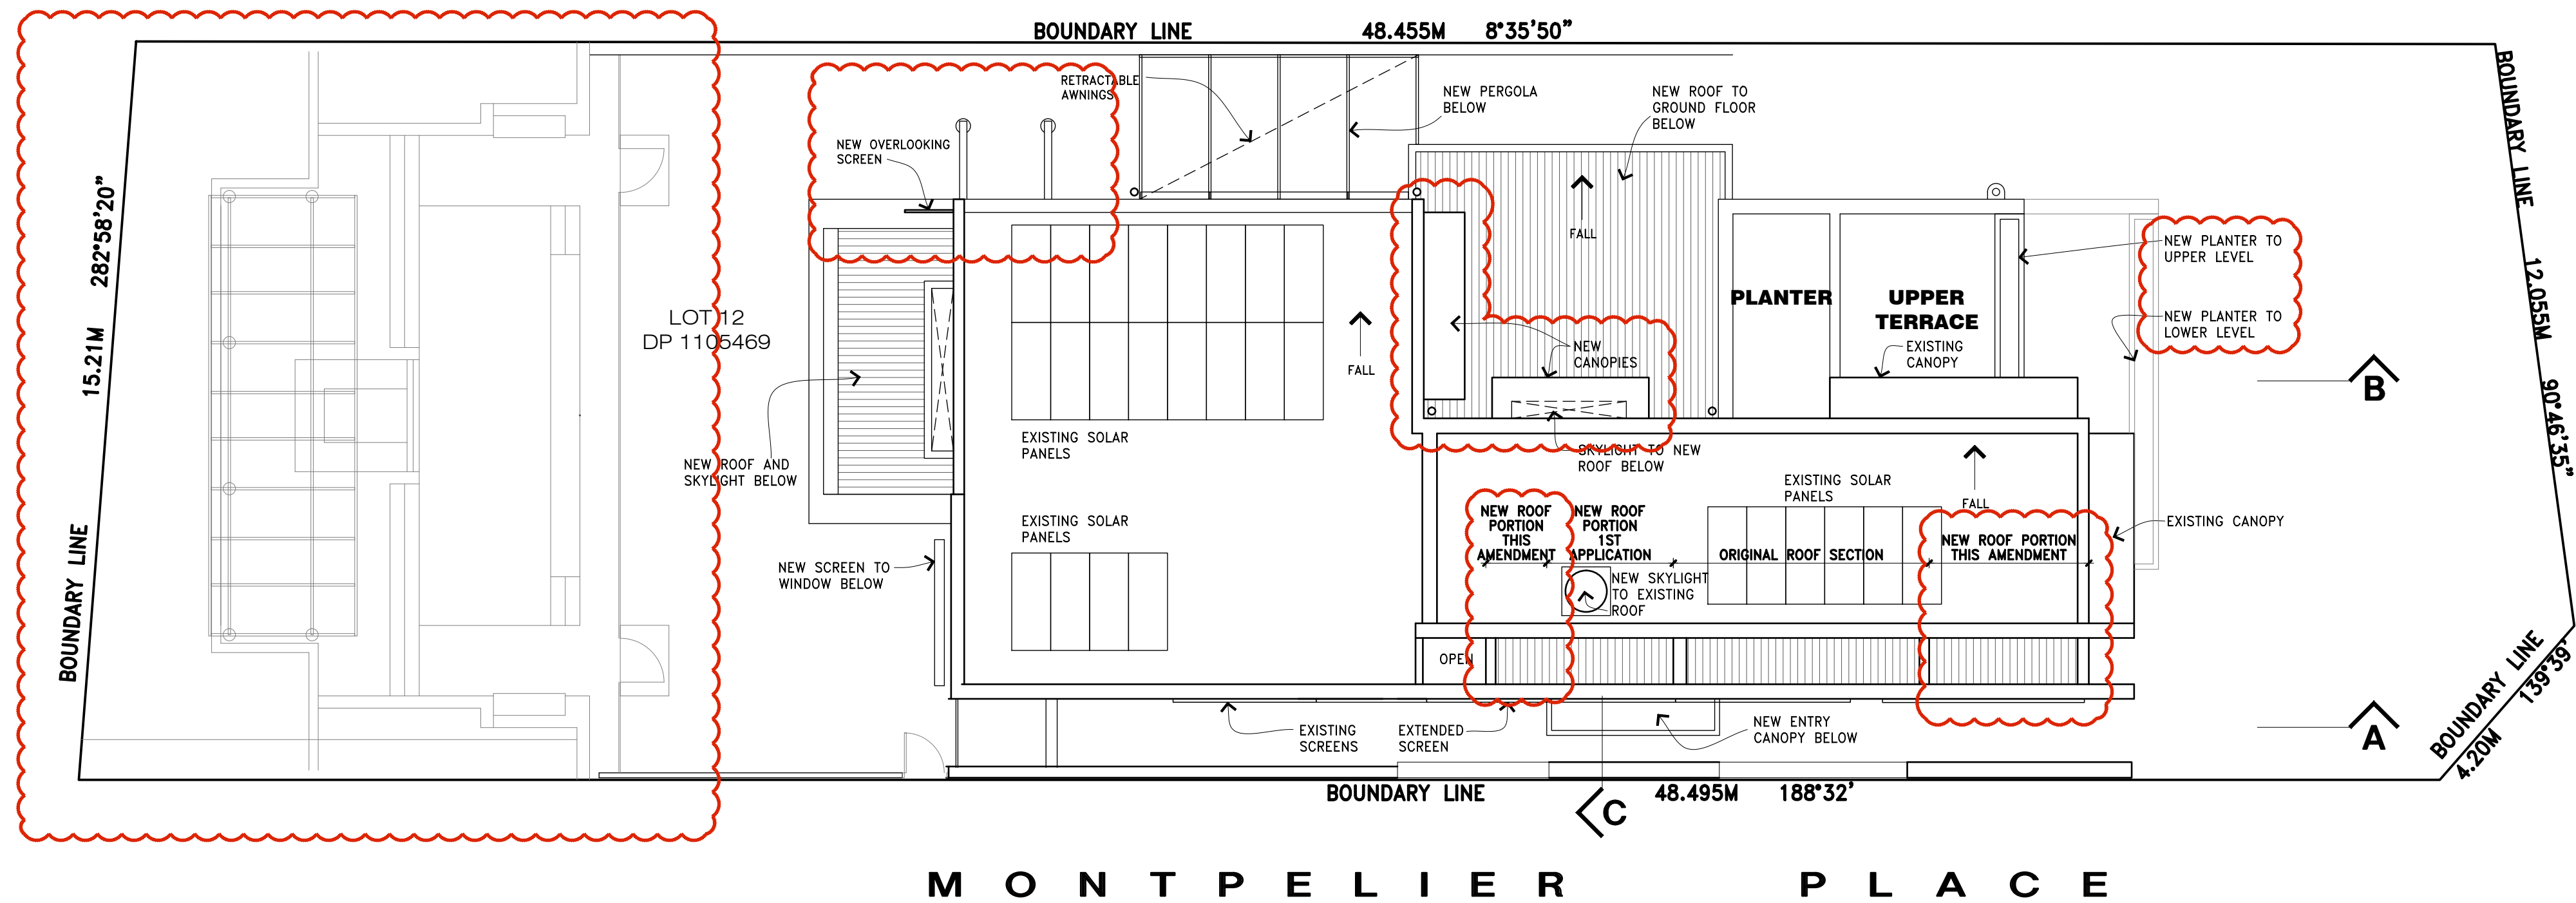 BOUNDARY LINE 48.455M 8°35'50"
RETRACTABLE
AWNINGS
NEW PERGOLA
BELOW
NEW ROOF TO
GROUND FLOOR
BELOW
NEW OVERLOOKING
SCREEN
FALL
BOUNDARY LINE 15.21M 282°58'20"
BOUNDARY LINE 12.055M 90°46'35"
NEW PLANTER TO
UPPER LEVEL
NEW PLANTER TO
LOWER LEVEL
PLANTER
UPPER
TERRACE
LOT 12
DP 1105469
NEW
CANOPIES
EXISTING
CANOPY
FALL
B
EXISTING SOLAR
PANELS
SKYLIGHT TO NEW
ROOF BELOW
NEW ROOF AND
SKYLIGHT BELOW
EXISTING SOLAR
PANELS
FALL
EXISTING SOLAR
PANELS
NEW ROOF
PORTION
THIS
AMENDMENT
NEW ROOF
PORTION
1ST
APPLICATION
ORIGINAL ROOF SECTION
NEW ROOF PORTION
THIS AMENDMENT
EXISTING CANOPY
NEW SCREEN TO
WINDOW BELOW
NEW SKYLIGHT
TO EXISTING
ROOF
OPEN
BOUNDARY LINE 139°39'
4.20M
EXISTING
SCREENS
EXTENDED
SCREEN
NEW ENTRY
CANOPY BELOW
A
BOUNDARY LINE 48.495M 188°32'
C
MONTPELIER PLACE